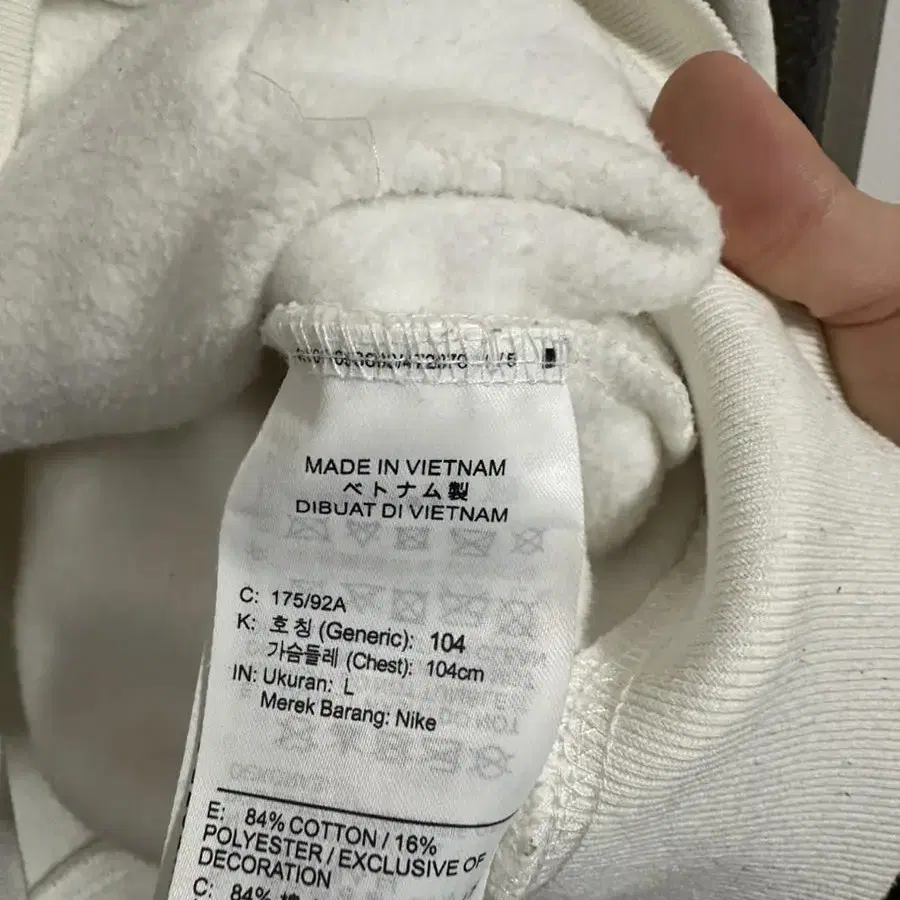 MADE IN VIETNAM
ベトナム製
DIBUAT DI VIETNAM
C: 175/92A
K: 호칭 (Generic): 104
가슴둘레 (Chest): 104cm
IN: Ukuran: L
Merek Barang: Nike
E: 84% COTTON / 16%
POLYESTER / EXCLUSIVE OF
DECORATION
C: 84%